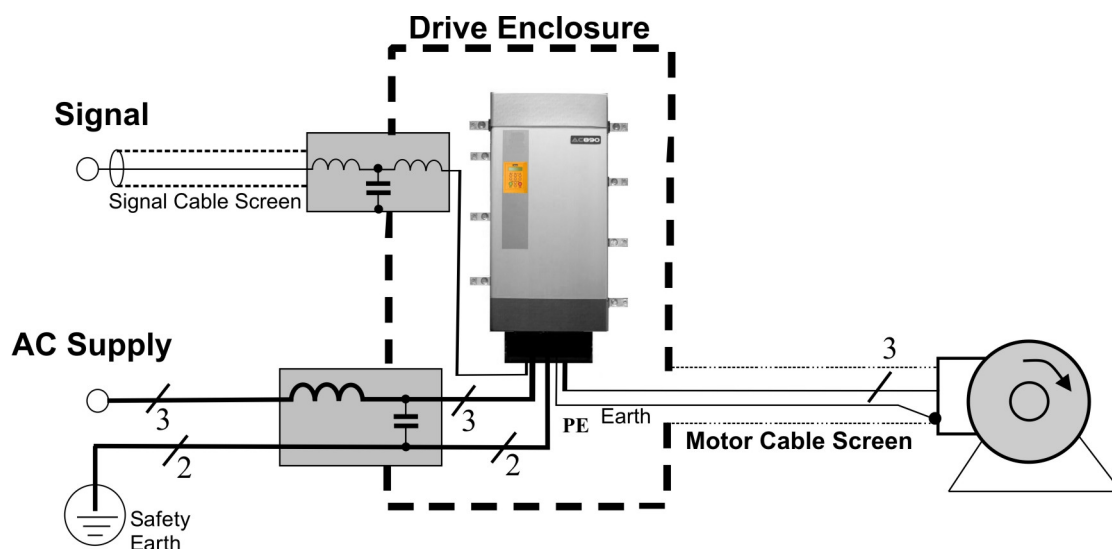 Drive Enclosure
Signal
Signal Cable Screen
AC Supply
3
3
3
2
2
PE
Earth
Motor Cable Screen
Safety
Earth